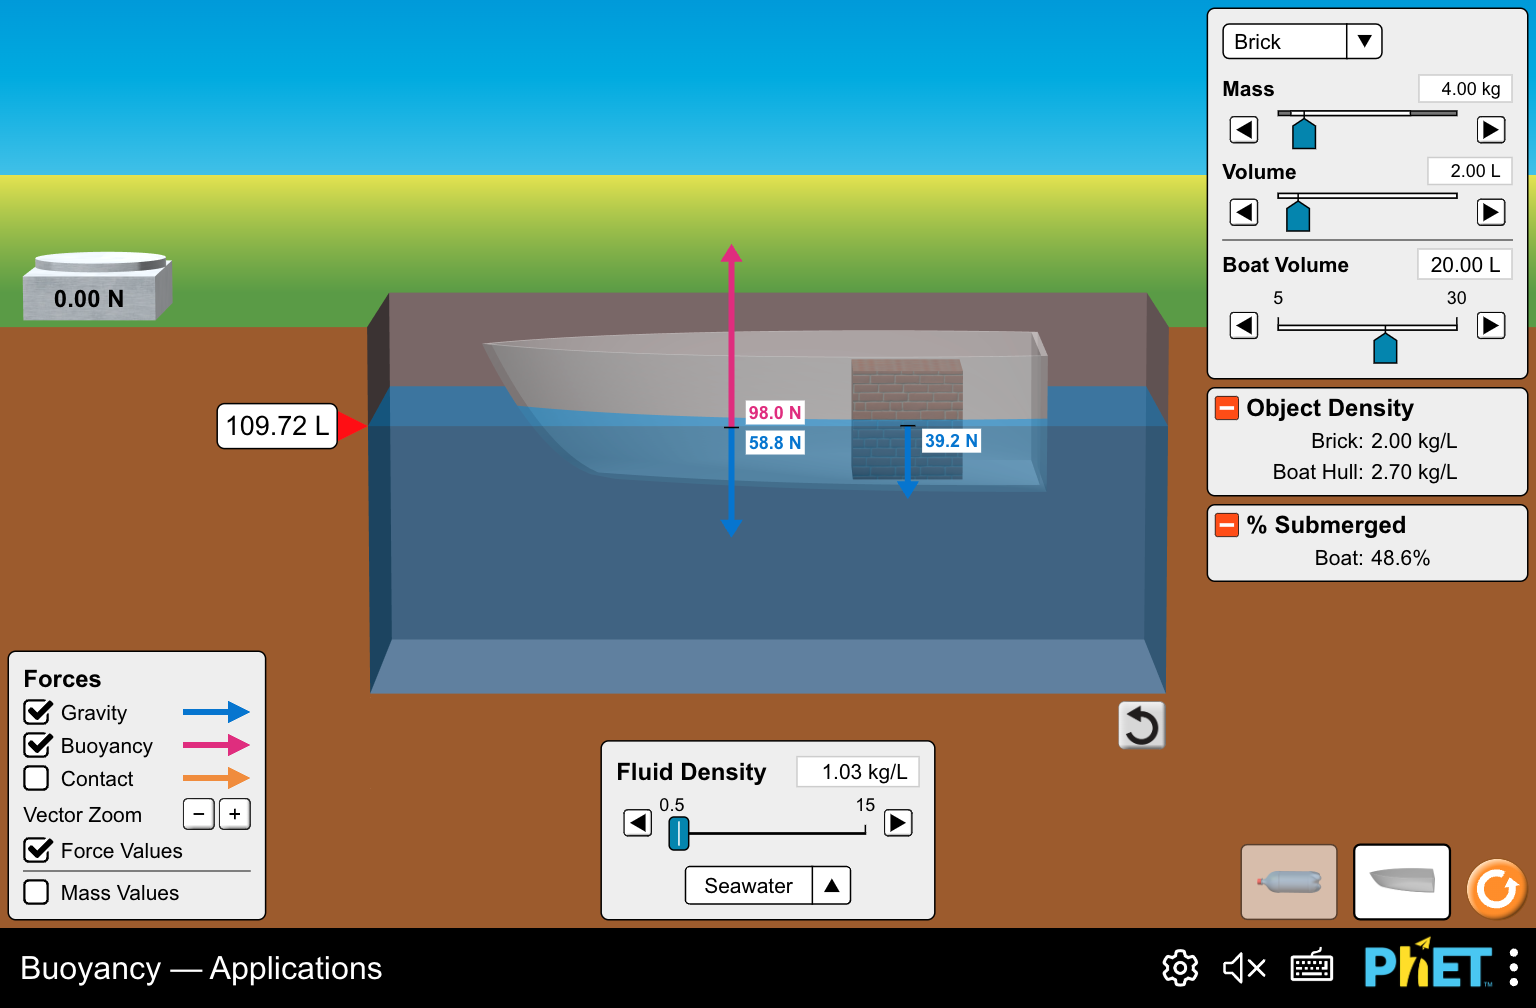 Brick
Mass
4.00 kg
Volume
2.00 L
Boat Volume
20.00 L
5
30
Object Density
Brick: 2.00 kg/L
Boat Hull: 2.70 kg/L
% Submerged
Boat: 48.6%
0.00 N
98.0 N
58.8 N
39.2 N
109.72 L
Forces
Gravity
Buoyancy
Contact
Vector Zoom
Force Values
Mass Values
Fluid Density
1.03 kg/L
0.5
15
Seawater
Buoyancy — Applications
PhET™